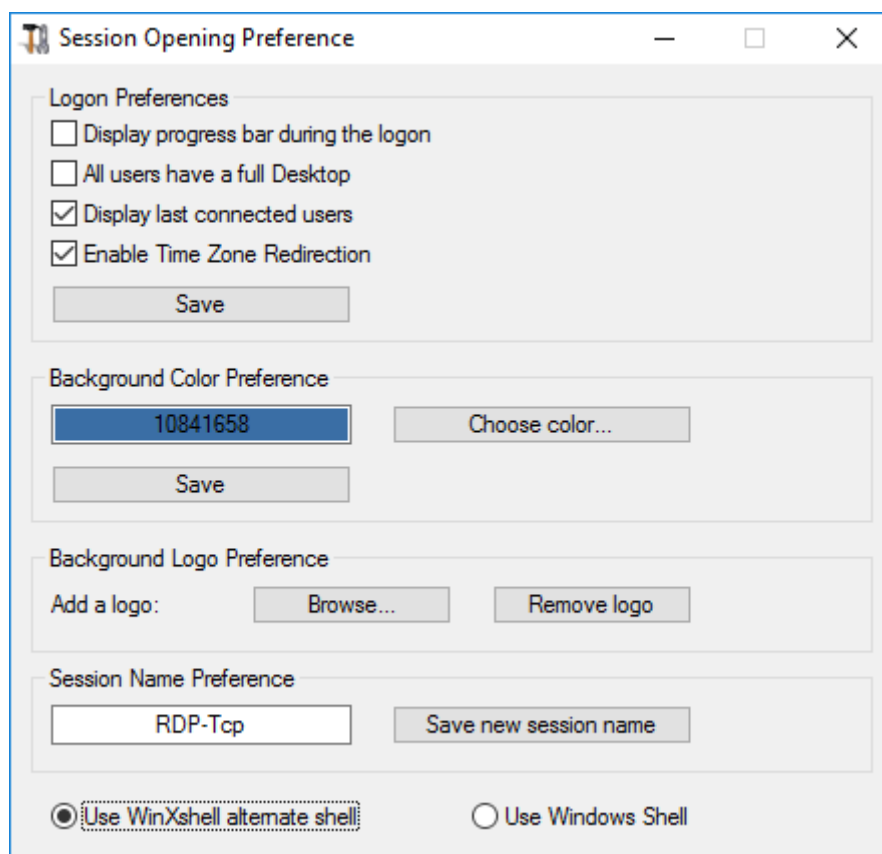 Session Opening Preference
Logon Preferences
Display progress bar during the logon
All users have a full Desktop
Display last connected users
Enable Time Zone Redirection
Save
Background Color Preference
10841658 Choose color...
Save
Background Logo Preference
Add a logo: Browse... Remove logo
Session Name Preference
RDP-Tcp Save new session name
Use WinXshell alternate shell Use Windows Shell